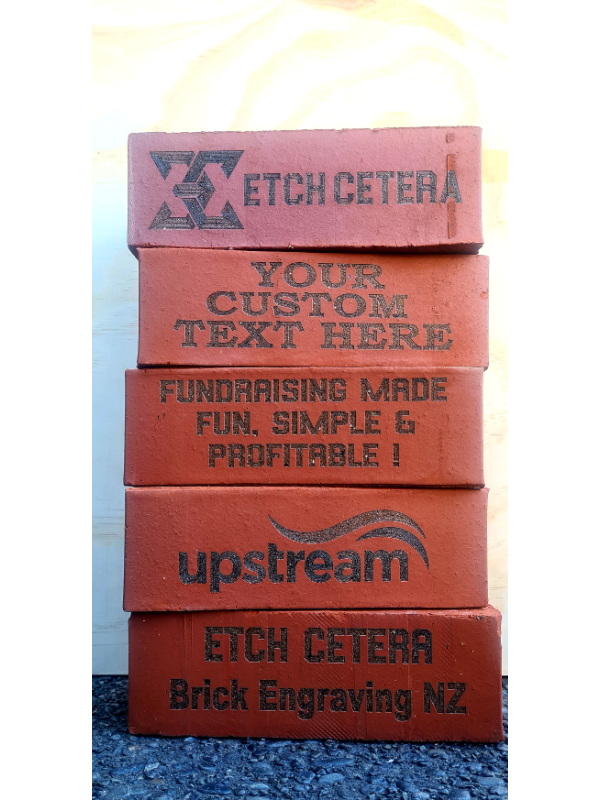 ETCH CETERA
YOUR
CUSTOM
TEXT HERE
FUNDRAISING MADE
FUN, SIMPLE &
PROFITABLE !
upstream
ETCH CETERA
Brick Engraving NZ